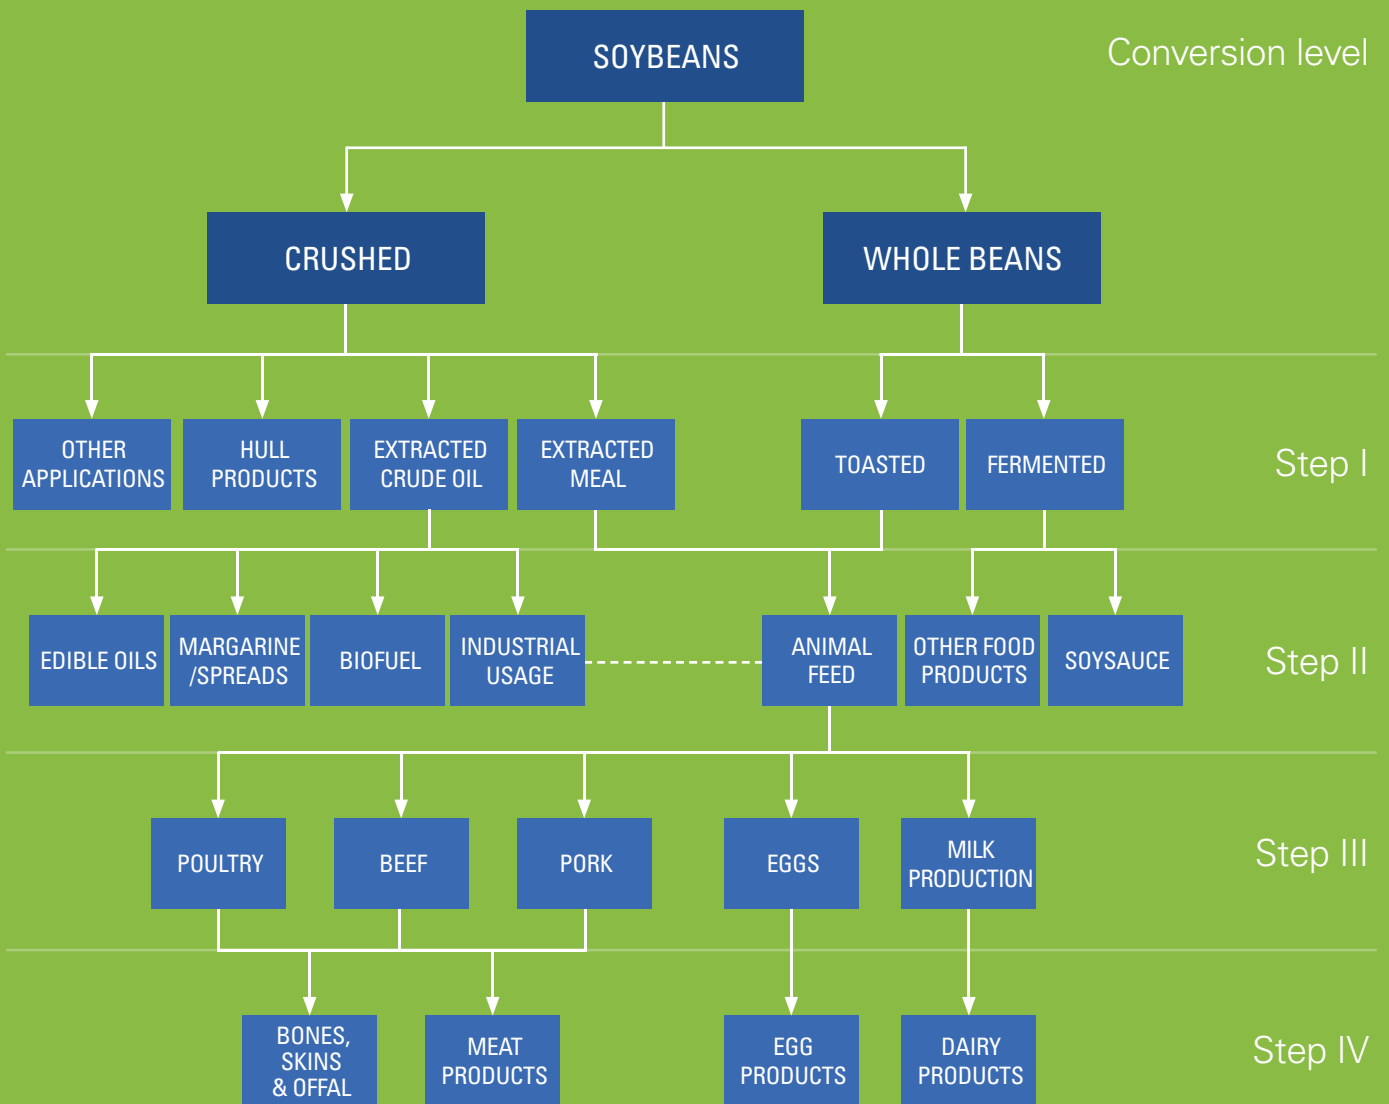 SOYBEANS
Conversion level
CRUSHED
WHOLE BEANS
OTHER
APPLICATIONS
HULL
PRODUCTS
EXTRACTED
CRUDE OIL
EXTRACTED
MEAL
TOASTED
FERMENTED
Step I
EDIBLE OILS
MARGARINE
/SPREADS
BIOFUEL
INDUSTRIAL
USAGE
ANIMAL
FEED
OTHER FOOD
PRODUCTS
SOYSAUCE
Step II
POULTRY
BEEF
PORK
EGGS
MILK
PRODUCTION
Step III
BONES,
SKINS
& OFFAL
MEAT
PRODUCTS
EGG
PRODUCTS
DAIRY
PRODUCTS
Step IV